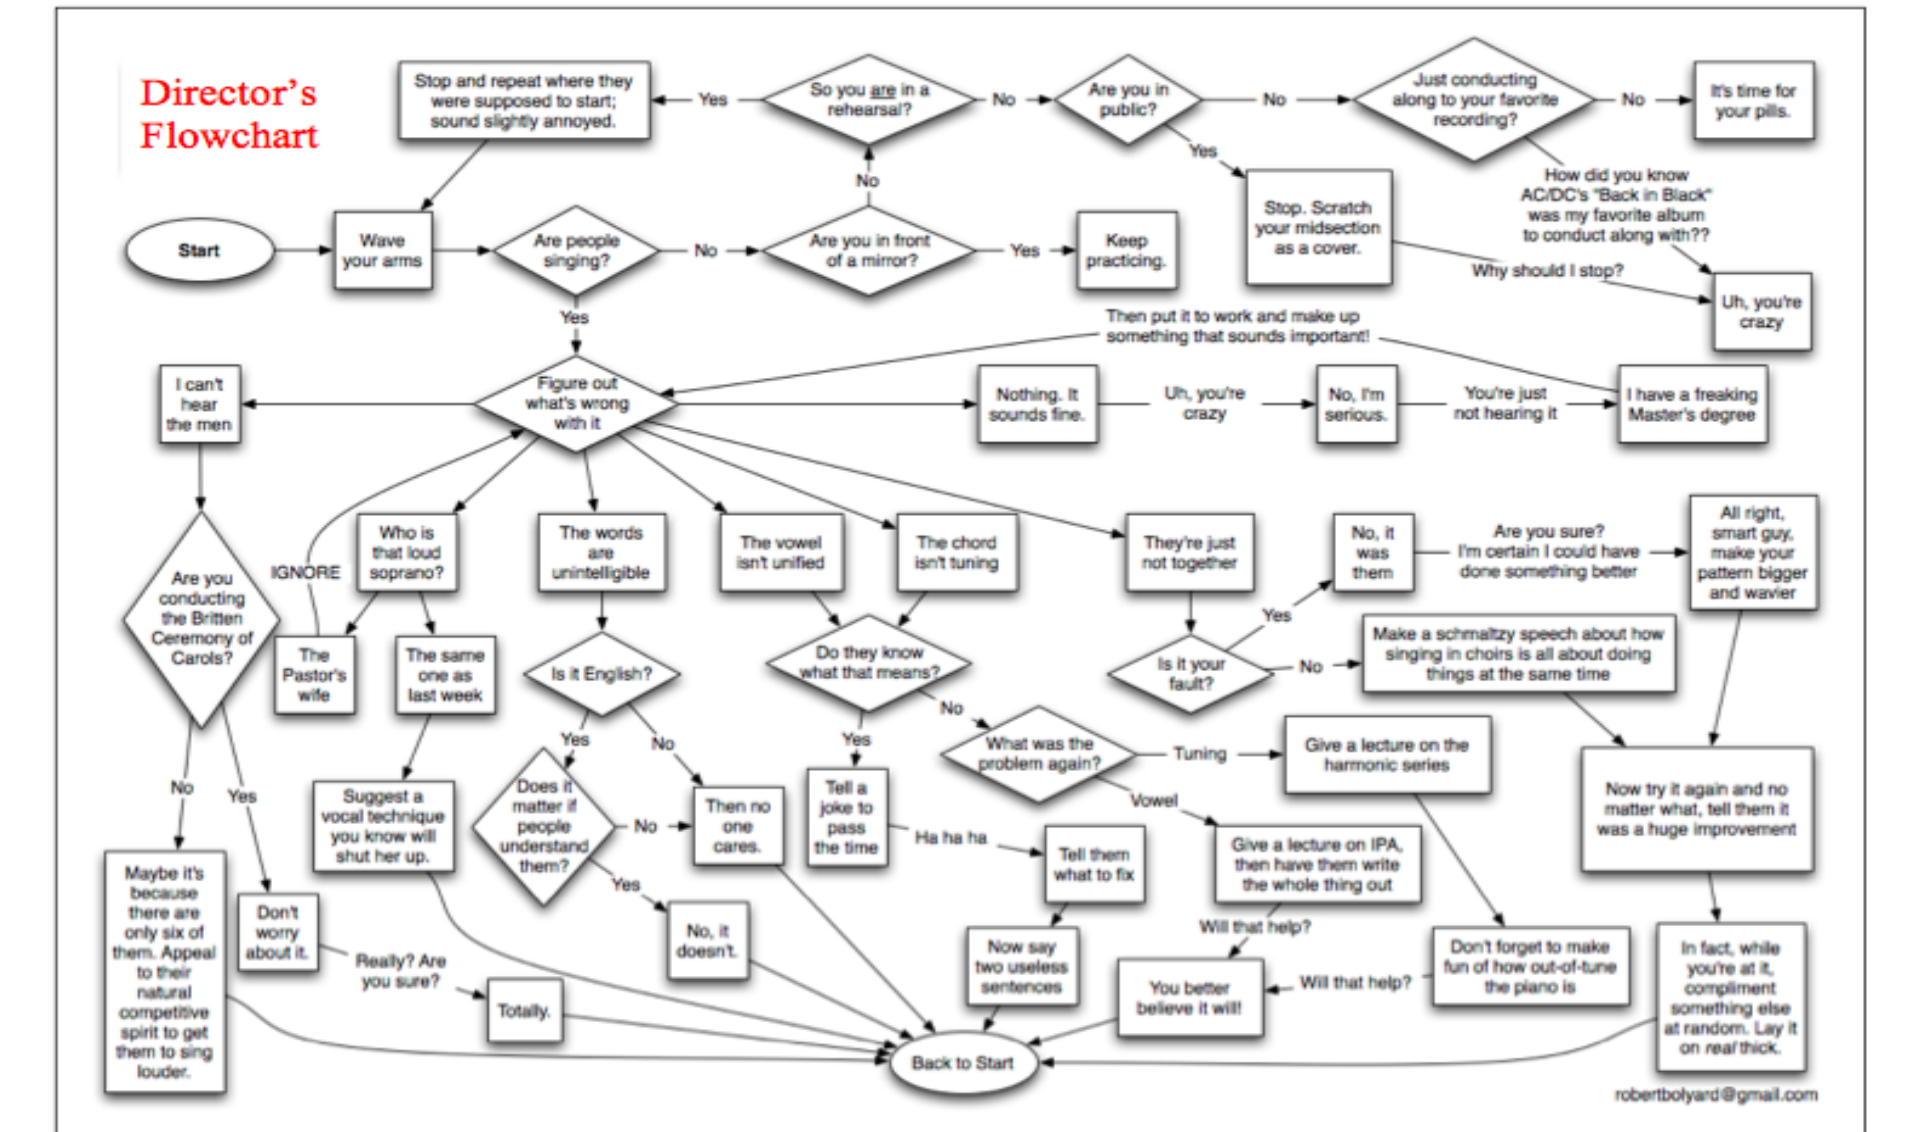 Director's
Flowchart
Stop and repeat where they
were supposed to start;
sound slightly annoyed.
Yes
So you are in a
rehearsal?
No
Are you in
public?
No
Just conducting
along to your favorite
recording?
No
It's time for
your pills.
Yes
No
How did you know
AC/DC's "Back in Black"
was my favorite album
to conduct along with??
Stop. Scratch
your midsection
as a cover.
Start
Wave
your arms
Are people
singing?
No
Are you in front
of a mirror?
Yes
Keep
practicing.
Why should I stop?
Uh, you're
crazy
Yes
Then put it to work and make up
something that sounds important!
I can't
hear
the men
Figure out
what's wrong
with it
Nothing. It
sounds fine.
Uh, you're
crazy
No, I'm
serious.
You're just
not hearing it
I have a freaking
Master's degree
Are you
conducting
the Britten
Ceremony of
Carols?
IGNORE
Who is
that loud
soprano?
The words
are
unintelligible
The vowel
isn't unified
The chord
isn't tuning
They're just
not together
No, it
was
them
Are you sure?
I'm certain I could have
done something better
All right,
smart guy,
make your
pattern bigger
and wavier
Yes
The
Pastor's
wife
The same
one as
last week
Is it English?
Do they know
what that means?
Is it your
fault?
No
Make a schmaltzy speech about how
singing in choirs is all about doing
things at the same time
No
Yes
No
Yes
What was the
problem again?
Tuning
Give a lecture on the
harmonic series
No
Yes
Suggest a
vocal technique
you know will
shut her up.
Does it
matter if
people
understand
them?
No
Then no
one
cares.
Tell a
joke to
pass
the time
Ha ha ha
Tell them
what to fix
Vowel
Give a lecture on IPA,
then have them write
the whole thing out
Now try it again and no
matter what, tell them it
was a huge improvement
Maybe it's
because
there are
only six of
them. Appeal
to their
natural
competitive
spirit to get
them to sing
louder.
Don't
worry
about it.
Really? Are
you sure?
Totally.
Yes
No, it
doesn't.
Now say
two useless
sentences
Will that help?
You better
believe it will!
Will that help?
Don't forget to make
fun of how out-of-tune
the piano is
In fact, while
you're at it,
compliment
something else
at random. Lay it
on real thick.
Back to Start
robertbolyard@gmail.com